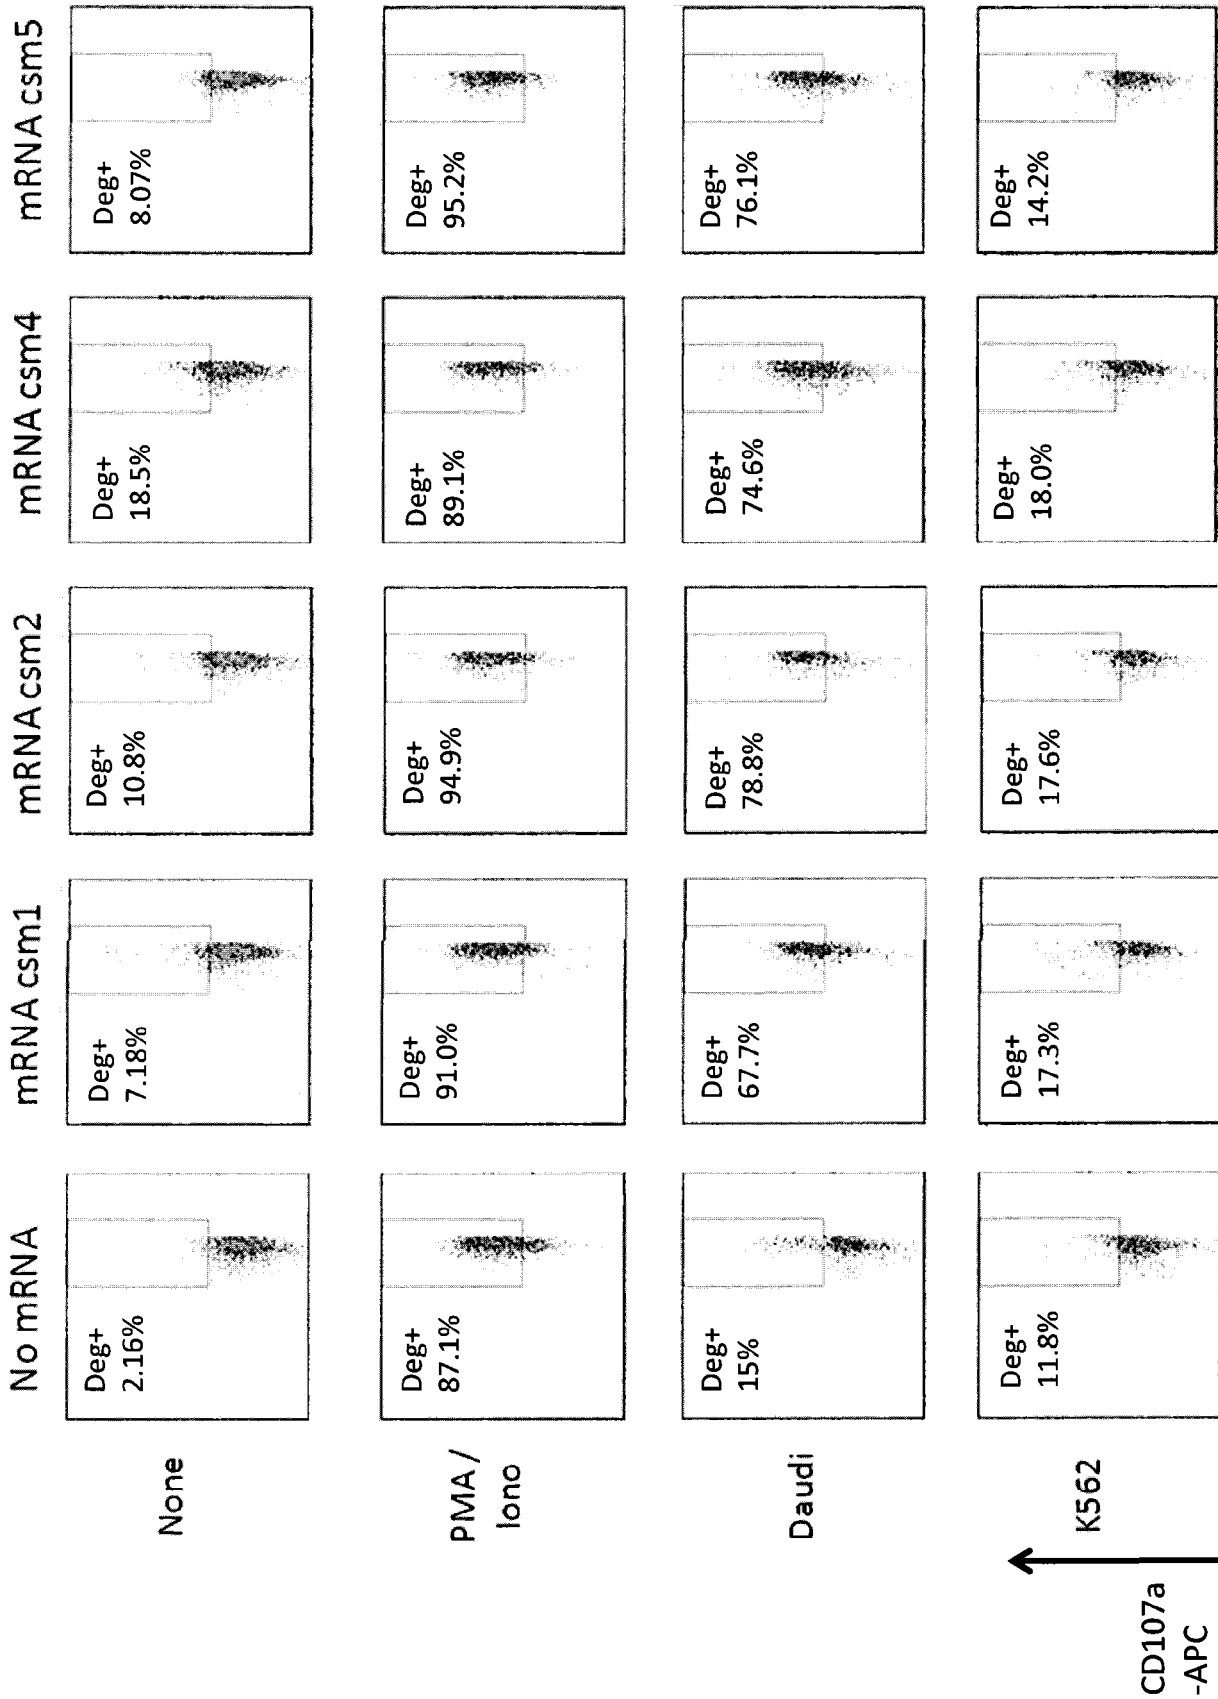 No mRNA
mRNA csm1
mRNA csm2
mRNA csm4
mRNA csm5
None
Deg+
2.16%
Deg+
7.18%
Deg+
10.8%
Deg+
18.5%
Deg+
8.07%
PMA /
Iono
Deg+
87.1%
Deg+
91.0%
Deg+
94.9%
Deg+
89.1%
Deg+
95.2%
Daudi
Deg+
15%
Deg+
67.7%
Deg+
78.8%
Deg+
74.6%
Deg+
76.1%
K562
Deg+
11.8%
Deg+
17.3%
Deg+
17.6%
Deg+
18.0%
Deg+
14.2%
CD107a
-APC